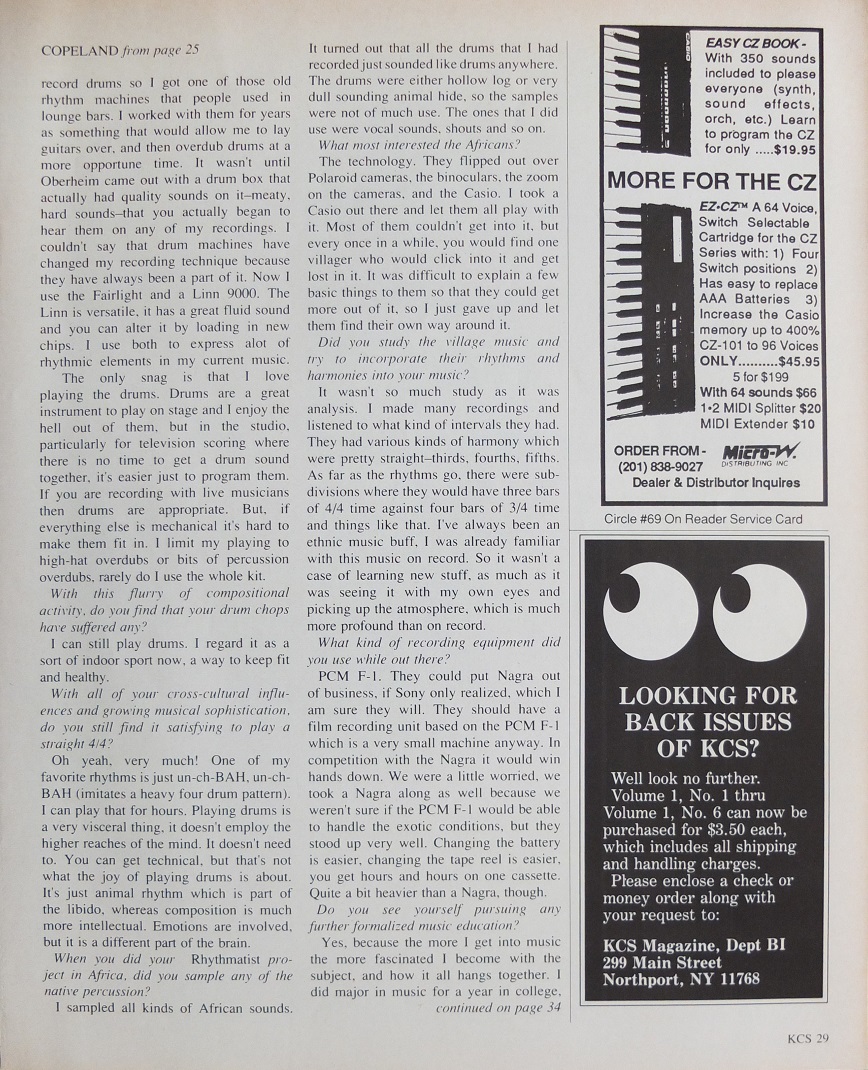 COPELAND from page 25
record drums so I got one of those old
rhythm machines that people used in
lounge bars. I worked with them for years
as something that would allow me to lay
guitars over, and then overdub drums at a
more opportune time. It wasn't until
Oberheim came out with a drum box that
actually had quality sounds on it—meaty,
hard sounds—that you actually began to
hear them on any of my recordings. I
couldn't say that drum machines have
changed my recording technique because
they have always been a part of it. Now I
use the Fairlight and a Linn 9000. The
Linn is versatile, it has a great fluid sound
and you can alter it by loading in new
chips. I use both to express alot of
rhythmic elements in my current music.
The only snag is that I love
playing the drums. Drums are a great
instrument to play on stage and I enjoy the
hell out of them, but in the studio,
particularly for television scoring where
there is no time to get a drum sound
together, it's easier just to program them.
If you are recording with live musicians
then drums are appropriate. But, if
everything else is mechanical it's hard to
make them fit in. I limit my playing to
high-hat overdubs or bits of percussion
overdubs, rarely do I use the whole kit.
With this flurry of compositional
activity, do you find that your drum chops
have suffered any?
I can still play drums. I regard it as a
sort of indoor sport now, a way to keep fit
and healthy.
With all of your cross-cultural influ-
ences and growing musical sophistication,
do you still find it satisfying to play a
straight 4/4?
Oh yeah, very much! One of my
favorite rhythms is just un-ch-BAH, un-ch-
BAH (imitates a heavy four drum pattern).
I can play that for hours. Playing drums is
a very visceral thing, it doesn't employ the
higher reaches of the mind. It doesn't need
to. You can get technical, but that's not
what the joy of playing drums is about.
It's just animal rhythm which is part of
the libido, whereas composition is much
more intellectual. Emotions are involved,
but it is a different part of the brain.
When you did your Rhythmatist pro-
ject in Africa, did you sample any of the
native percussion?
I sampled all kinds of African sounds.
It turned out that all the drums that I had
recorded just sounded like drums anywhere.
The drums were either hollow log or very
dull sounding animal hide, so the samples
were not of much use. The ones that I did
use were vocal sounds, shouts and so on.
What most interested the Africans?
The technology. They flipped out over
Polaroid cameras, the binoculars, the zoom
on the cameras, and the Casio. I took a
Casio out there and let them all play with
it. Most of them couldn't get into it, but
every once in a while, you would find one
villager who would click into it and get
lost in it. It was difficult to explain a few
basic things to them so that they could get
more out of it, so I just gave up and let
them find their own way around it.
Did you study the village music and
try to incorporate their rhythms and
harmonies into your music?
It wasn't so much study as it was
analysis. I made many recordings and
listened to what kind of intervals they had.
They had various kinds of harmony which
were pretty straight—thirds, fourths, fifths.
As far as the rhythms go, there were sub-
divisions where they would have three bars
of 4/4 time against four bars of 3/4 time
and things like that. I've always been an
ethnic music buff, I was already familiar
with this music on record. So it wasn't a
case of learning new stuff, as much as it
was seeing it with my own eyes and
picking up the atmosphere, which is much
more profound than on record.
What kind of recording equipment did
you use while out there?
PCM F-1. They could put Nagra out
of business, if Sony only realized, which I
am sure they will. They should have a
film recording unit based on the PCM F-1
which is a very small machine anyway. In
competition with the Nagra it would win
hands down. We were a little worried, we
took a Nagra along as well because we
weren't sure if the PCM F-1 would be able
to handle the exotic conditions, but they
stood up very well. Changing the battery
is easier, changing the tape reel is easier,
you get hours and hours on one cassette.
Quite a bit heavier than a Nagra, though.
Do you see yourself pursuing any
further formalized music education?
Yes, because the more I get into music
the more fascinated I become with the
subject, and how it all hangs together. I
did major in music for a year in college,
continued on page 34
CASIO
EASY CZ BOOK -
With 350 sounds
included to please
everyone (synth,
sound effects,
orch, etc.) Learn
to program the CZ
for only .....$19.95
MORE FOR THE CZ
EZ•CZ™ A 64 Voice,
Switch Selectable
Cartridge for the CZ
Series with: 1) Four
Switch positions 2)
Has easy to replace
AAA Batteries 3)
Increase the Casio
memory up to 400%
CZ-101 to 96 Voices
ONLY..........$45.95
5 for $199
With 64 sounds $66
1•2 MIDI Splitter $20
MIDI Extender $10
ORDER FROM -
(201) 838-9027
Micro-W.
DISTRIBUTING INC
Dealer & Distributor Inquires
Circle #69 On Reader Service Card
LOOKING FOR
BACK ISSUES
OF KCS?
Well look no further.
Volume 1, No. 1 thru
Volume 1, No. 6 can now be
purchased for $3.50 each,
which includes all shipping
and handling charges.
Please enclose a check or
money order along with
your request to:
KCS Magazine, Dept BI
299 Main Street
Northport, NY 11768
KCS 29